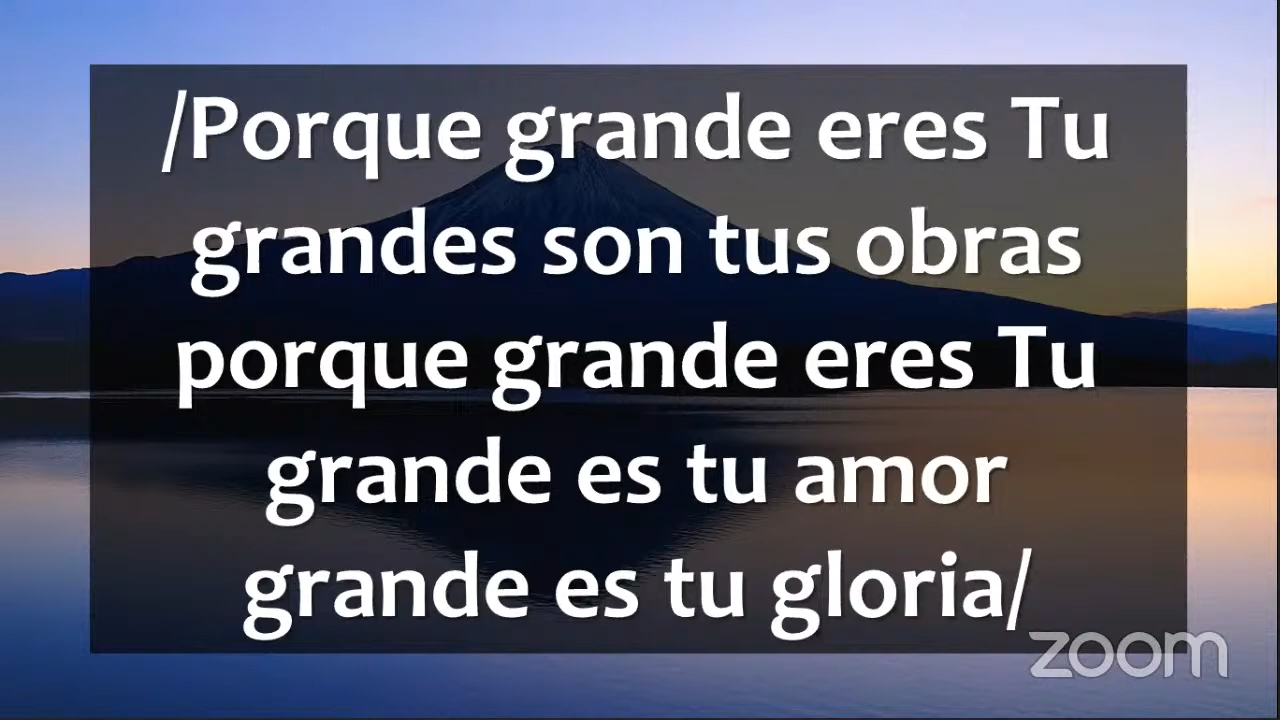 /Porque grande eres Tu
grandes son tus obras
porque grande eres Tu
grande es tu amor
grande es tu gloria/
zoom